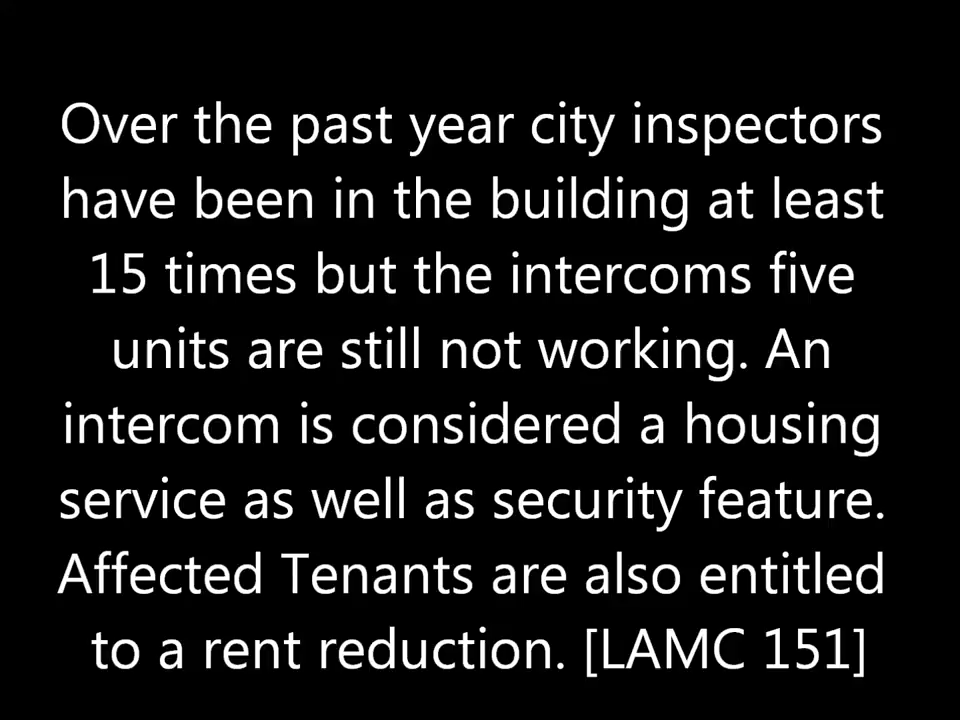 Over the past year city inspectors
have been in the building at least
15 times but the intercoms five
units are still not working. An
intercom is considered a housing
service as well as security feature.
Affected Tenants are also entitled
to a rent reduction. [LAMC 151]